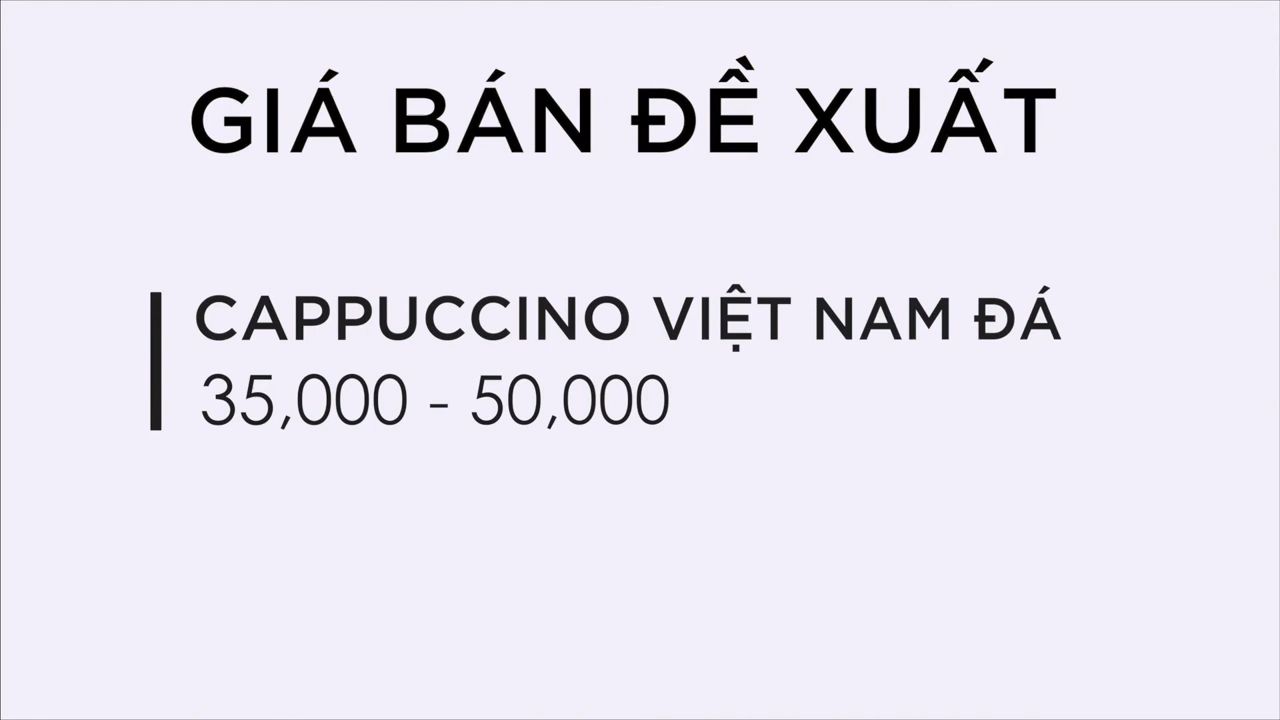 GIÁ BÁN ĐỀ XUẤT
CAPPUCCINO VIỆT NAM ĐÁ
35,000 - 50,000